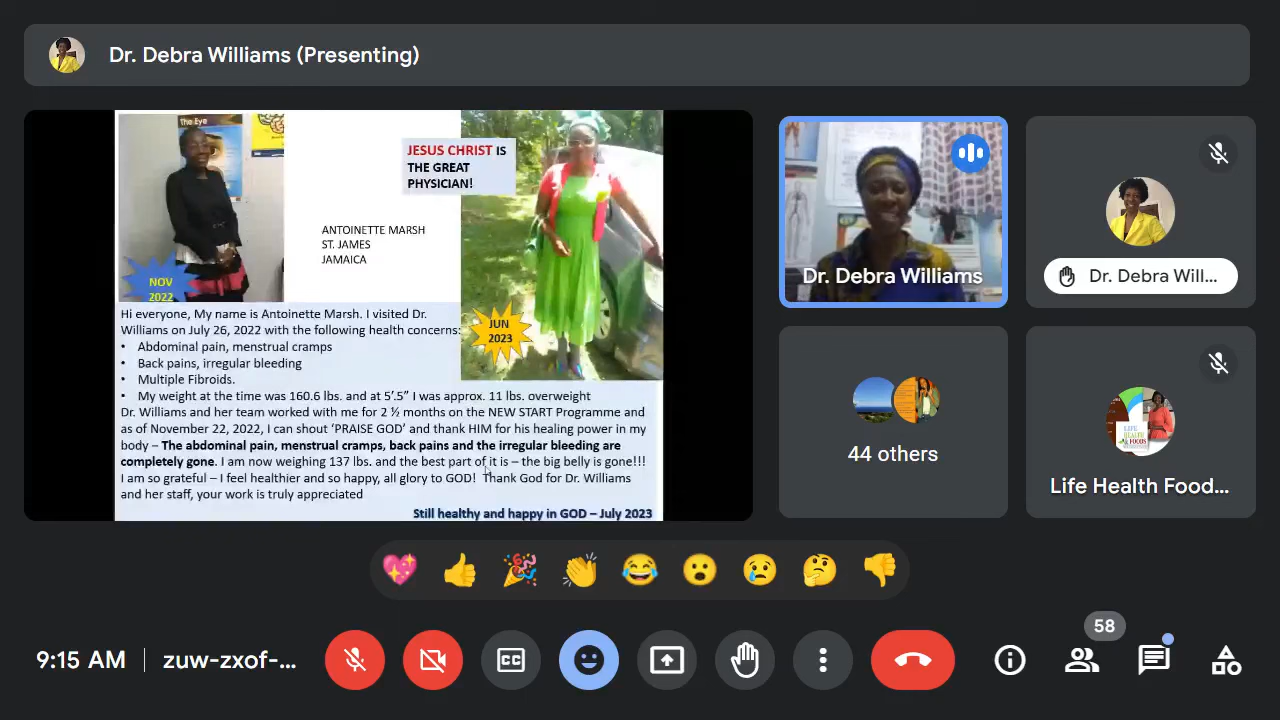 Dr. Debra Williams (Presenting)
The Eye
JESUS CHRIST IS
THE GREAT
PHYSICIAN!
ANTOINETTE MARSH
ST. JAMES
JAMAICA
NOV
2022
JUN
2023
Hi everyone, My name is Antoinette Marsh. I visited Dr.
Williams on July 26, 2022 with the following health concerns:
• Abdominal pain, menstrual cramps
• Back pains, irregular bleeding
• Multiple Fibroids.
• My weight at the time was 160.6 lbs. and at 5’.5” I was approx. 11 lbs. overweight
Dr. Williams and her team worked with me for 2 ½ months on the NEW START Programme and
as of November 22, 2022, I can shout ‘PRAISE GOD’ and thank HIM for his healing power in my
body – The abdominal pain, menstrual cramps, back pains and the irregular bleeding are
completely gone. I am now weighing 137 lbs. and the best part of it is – the big belly is gone!!!
I am so grateful – I feel healthier and so happy, all glory to GOD! Thank God for Dr. Williams
and her staff, your work is truly appreciated
Still healthy and happy in GOD – July 2023
Dr. Debra Williams
Dr. Debra Will...
44 others
LIFE
HEALTH
FOODS
Life Health Food...
9:15 AM
zuw-zxof-...
CC
58